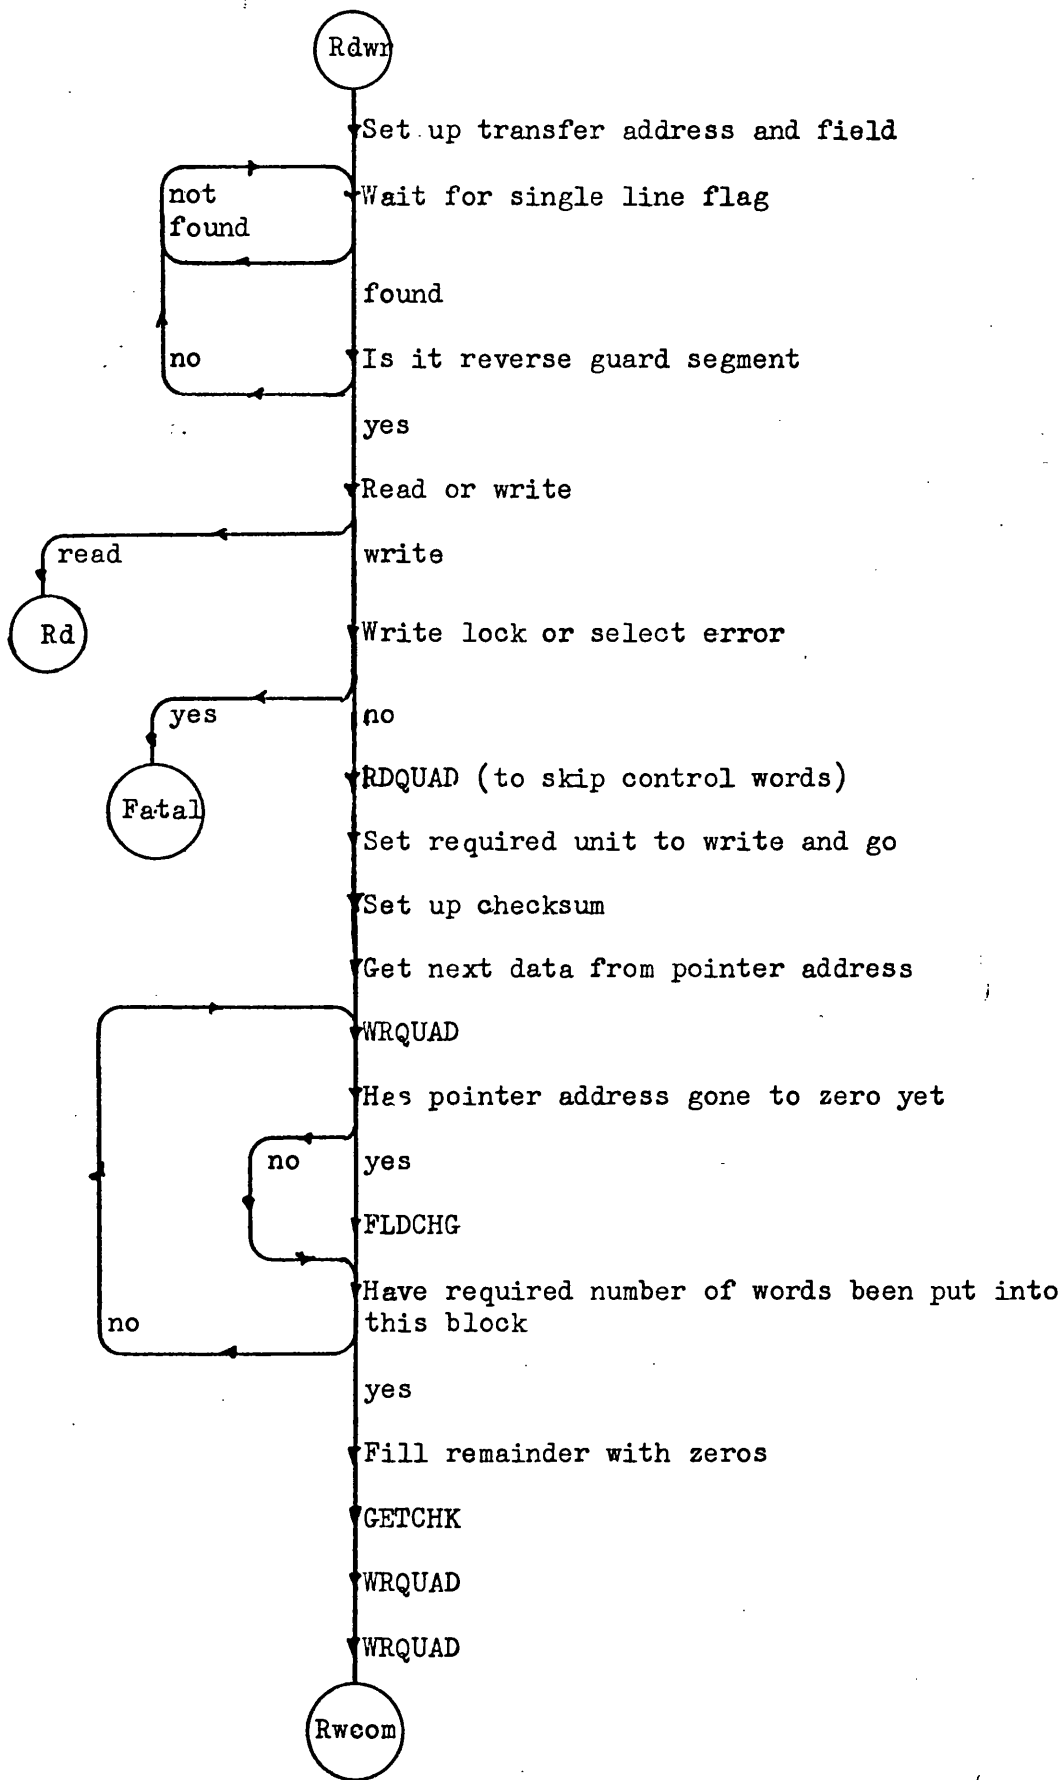 Rdwr
Set up transfer address and field
not
found
Wait for single line flag
found
no
Is it reverse guard segment
yes
Read or write
read
write
Rd
Write lock or select error
yes
no
Fatal
RDQUAD (to skip control words)
Set required unit to write and go
Set up checksum
Get next data from pointer address
WRQUAD
Has pointer address gone to zero yet
no
yes
FLDCHG
Have required number of words been put into
this block
no
yes
Fill remainder with zeros
GETCHK
WRQUAD
WRQUAD
Rwcom